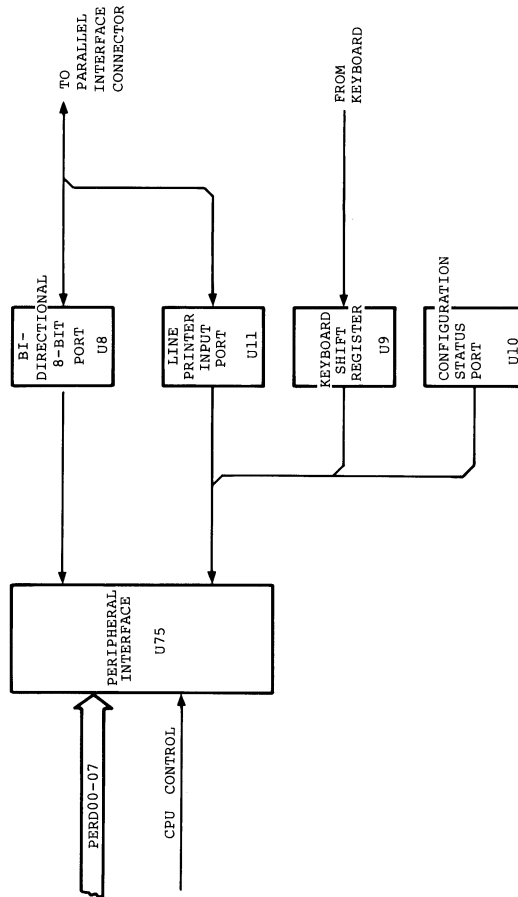 TO
PARALLEL
INTERFACE
CONNECTOR
FROM
KEYBOARD
BI-
DIRECTIONAL
8-BIT
PORT
U8
LINE
PRINTER
INPUT
PORT
U11
KEYBOARD
SHIFT
REGISTER
U9
CONFIGURATION
STATUS
PORT
U10
PERIPHERAL
INTERFACE
U75
PERD00-07
CPU CONTROL